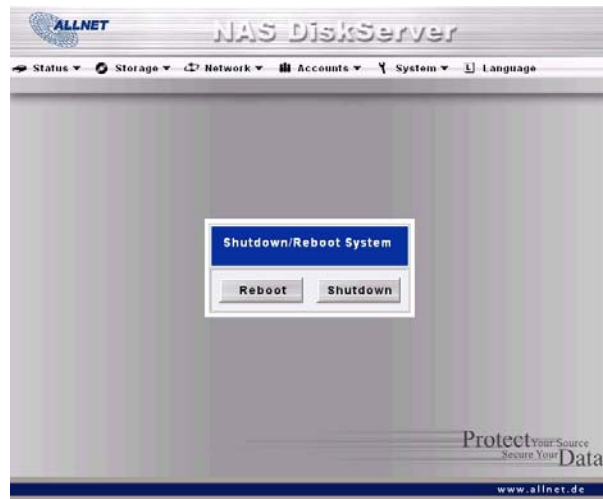 ALLNET
NAS DiskServer
Status Storage Network Accounts System Language
Shutdown/Reboot System
Reboot Shutdown
Protect Your Source
Secure Your Data
www.allnet.de